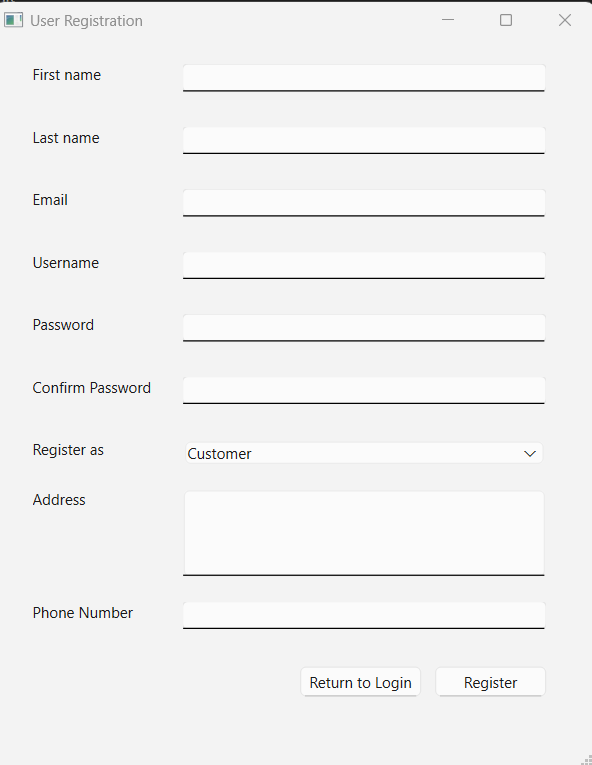 User Registration
First name
Last name
Email
Username
Password
Confirm Password
Register as
Customer
Address
Phone Number
Return to Login
Register